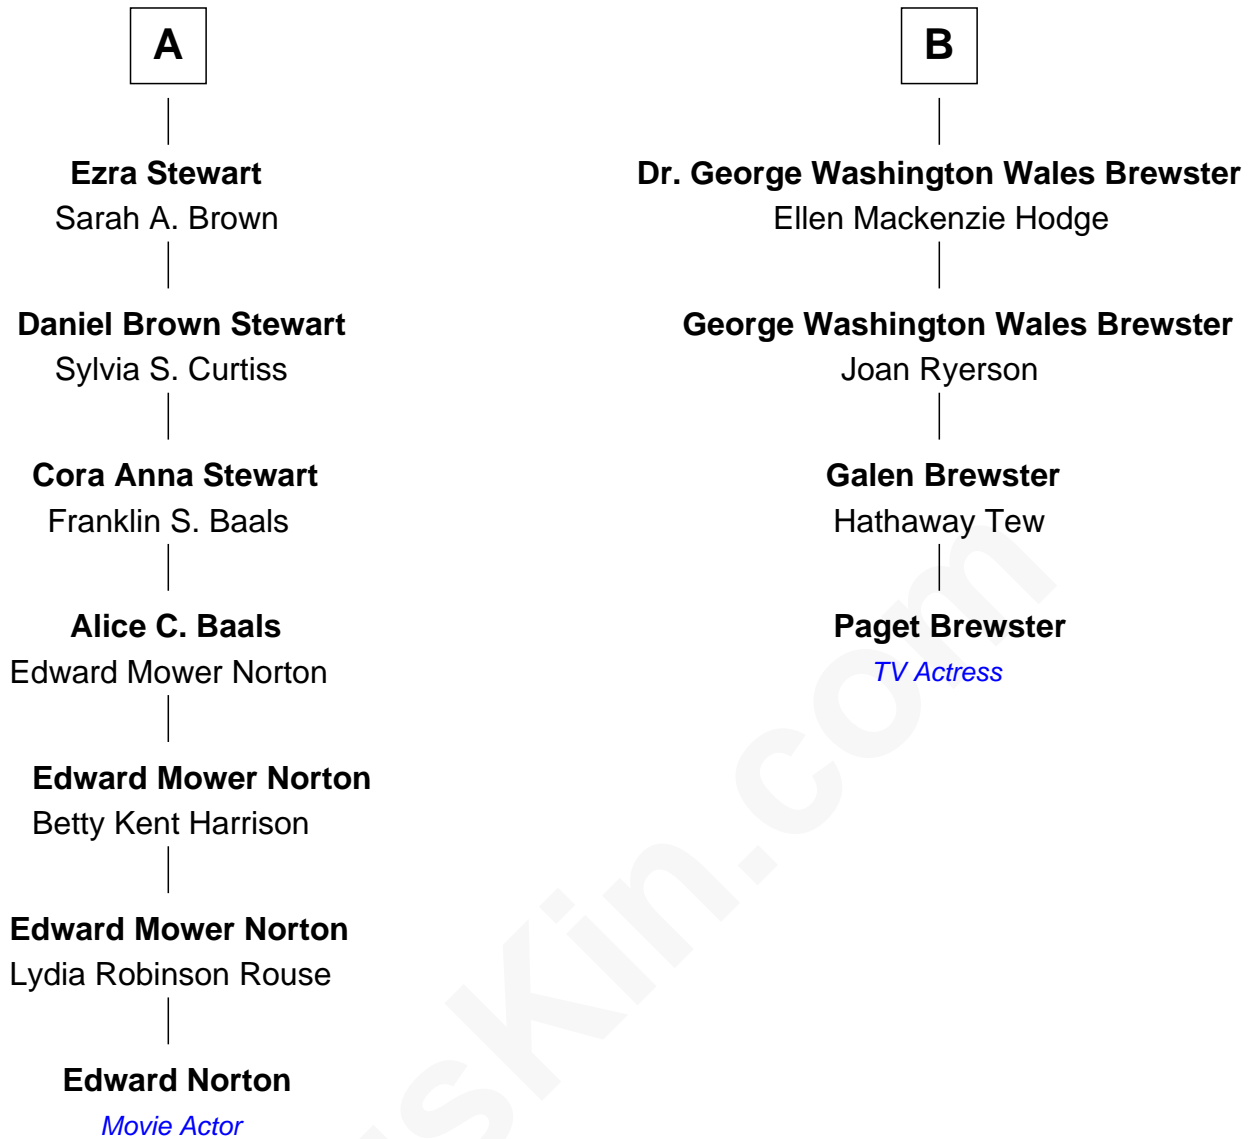 A
Ezra Stewart
Sarah A. Brown
Daniel Brown Stewart
Sylvia S. Curtiss
Cora Anna Stewart
Franklin S. Baals
Alice C. Baals
Edward Mower Norton
Edward Mower Norton
Betty Kent Harrison
Edward Mower Norton
Lydia Robinson Rouse
Edward Norton
Movie Actor
B
Dr. George Washington Wales Brewster
Ellen Mackenzie Hodge
George Washington Wales Brewster
Joan Ryerson
Galen Brewster
Hathaway Tew
Paget Brewster
TV Actress